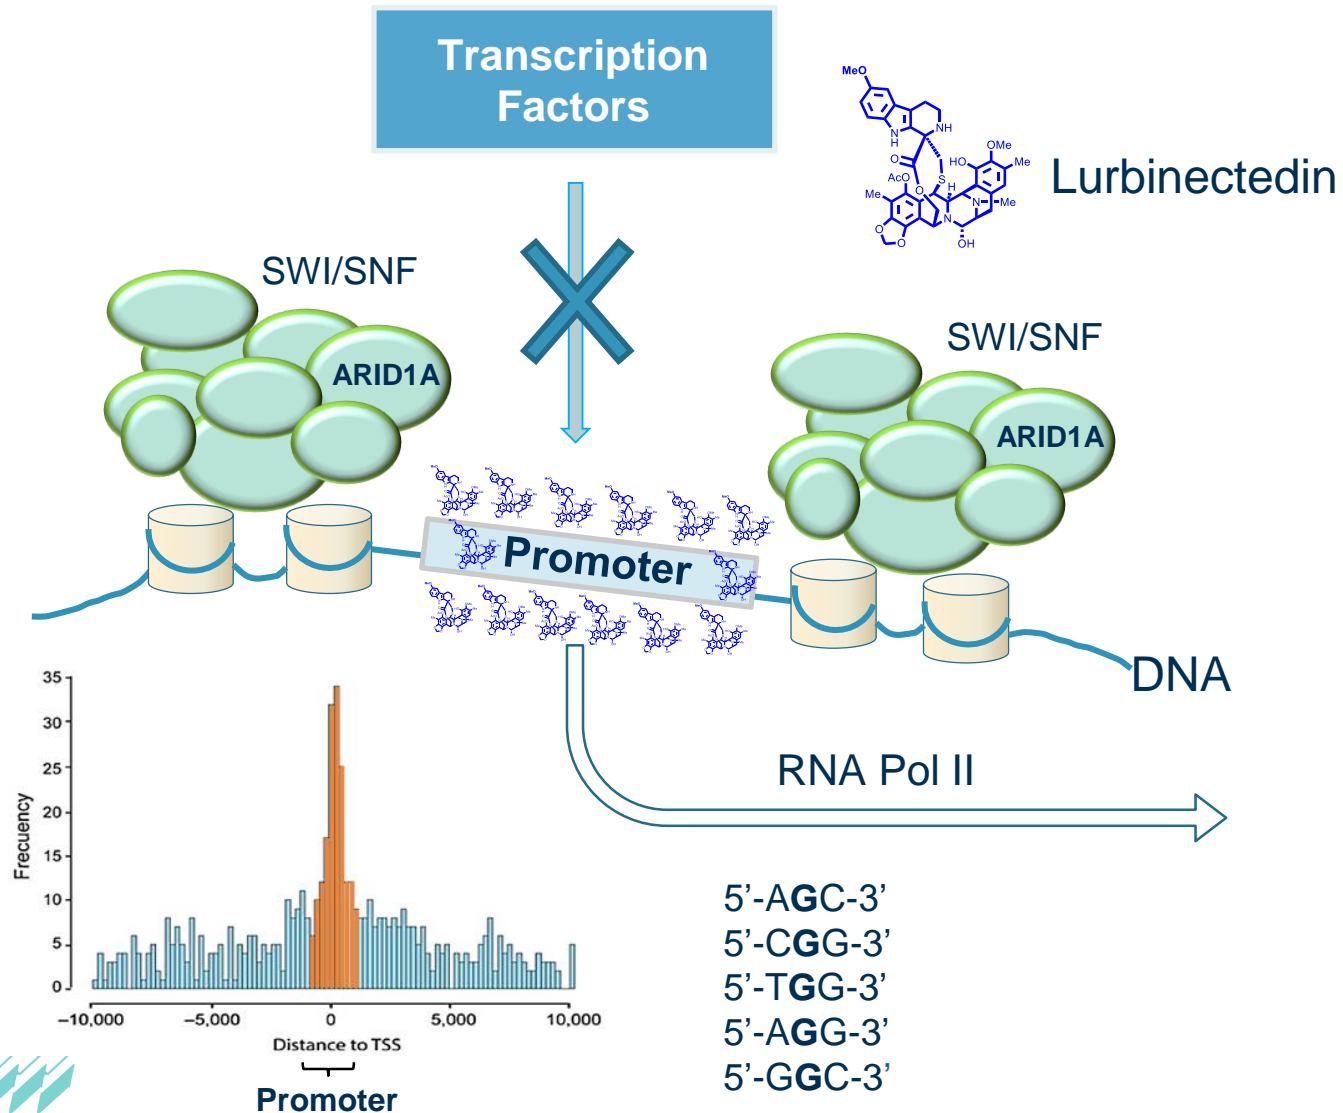 Transcription
Factors
MeO
NH
N
H
O
O
AcO
S
H
HO
OMe
Me
Me
N
Me
N
O
O
OH
Lurbinectedin
SWI/SNF
ARID1A
SWI/SNF
ARID1A
Promoter
DNA
RNA Pol II
35
30
25
20
15
10
5
0
Frecuency
–10,000
–5,000
0
5,000
10,000
Distance to TSS
Promoter
5’-AGC-3’
5’-CGG-3’
5’-TGG-3’
5’-AGG-3’
5’-GGC-3’